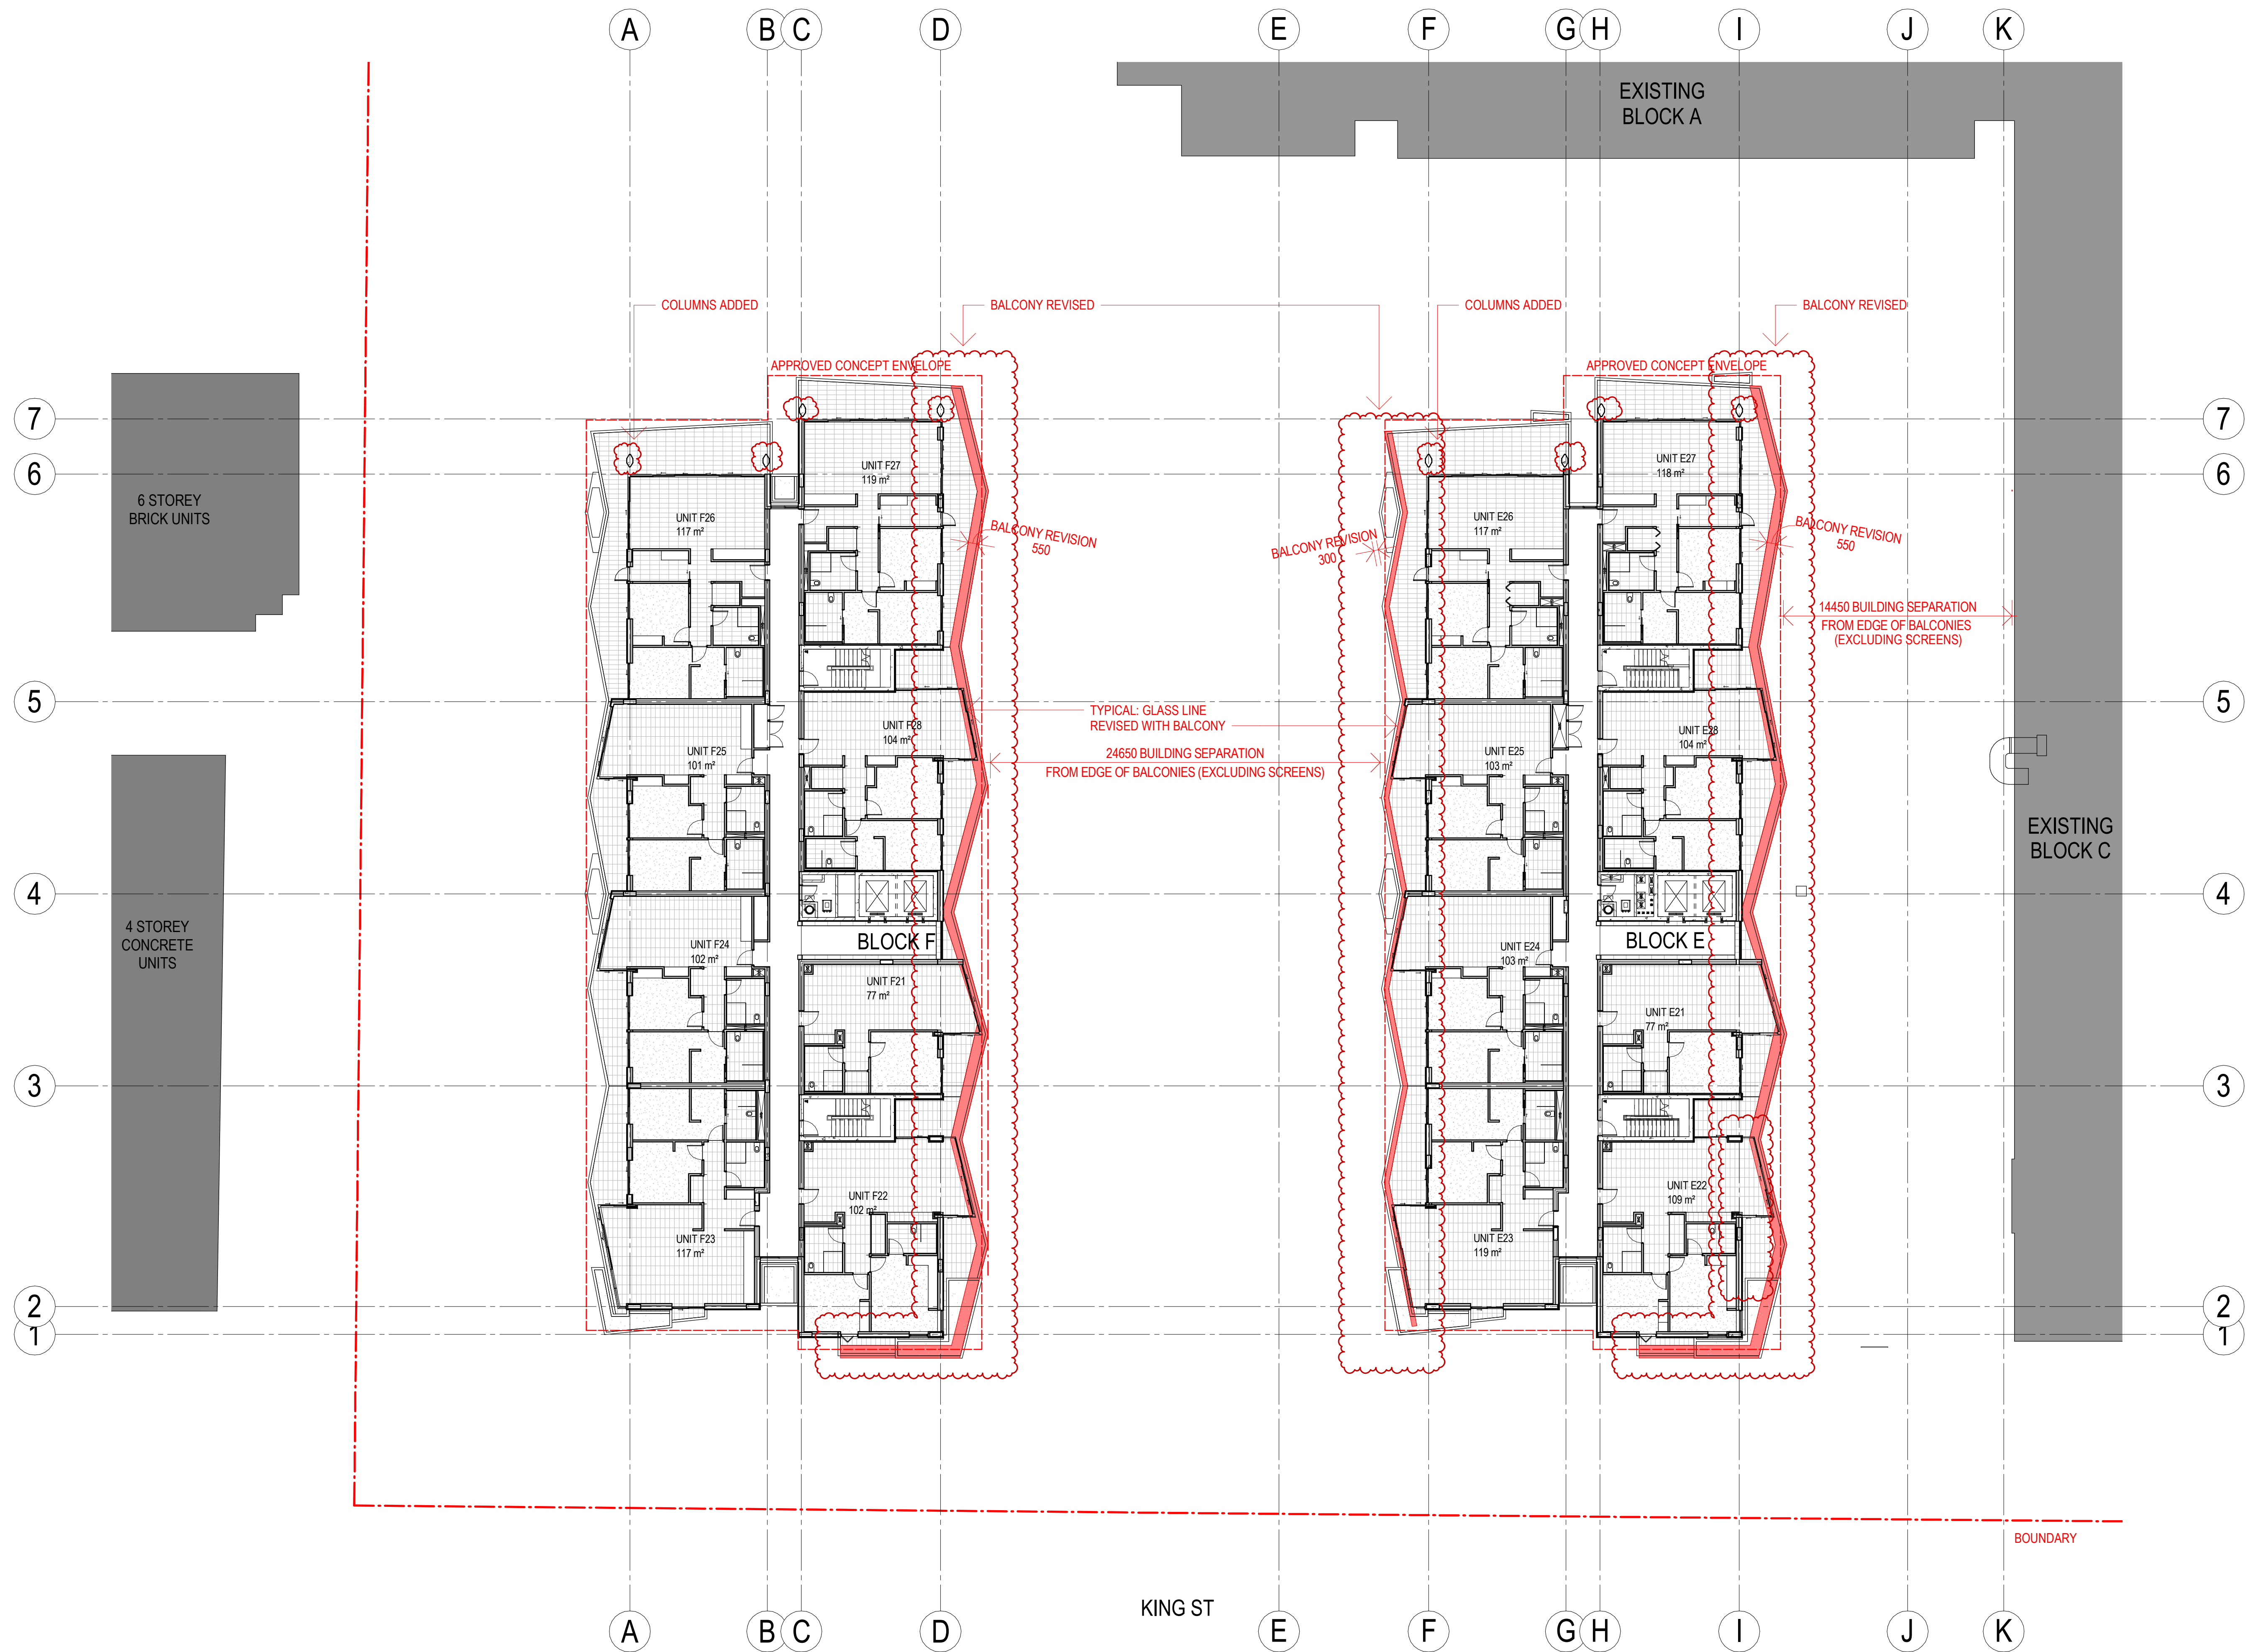 A
B
C
D
E
F
G
H
I
J
K
EXISTING
BLOCK A
COLUMNS ADDED
BALCONY REVISED
COLUMNS ADDED
BALCONY REVISED
APPROVED CONCEPT ENVELOPE
APPROVED CONCEPT ENVELOPE
7
7
6
6
6 STOREY
BRICK UNITS
UNIT F27
119 m²
UNIT E27
118 m²
UNIT F26
117 m²
UNIT E26
117 m²
BALCONY REVISION
550
BALCONY REVISION
300
BALCONY REVISION
550
14450 BUILDING SEPARATION
FROM EDGE OF BALCONIES
(EXCLUDING SCREENS)
5
5
TYPICAL: GLASS LINE
REVISED WITH BALCONY
UNIT F28
104 m²
UNIT E28
104 m²
UNIT F25
101 m²
UNIT E25
103 m²
24650 BUILDING SEPARATION
FROM EDGE OF BALCONIES (EXCLUDING SCREENS)
EXISTING
BLOCK C
4
4
4 STOREY
CONCRETE
UNITS
BLOCK F
BLOCK E
UNIT F24
102 m²
UNIT E24
103 m²
UNIT F21
77 m²
UNIT E21
77 m²
3
3
UNIT F22
102 m²
UNIT E22
109 m²
UNIT F23
117 m²
UNIT E23
119 m²
2
2
1
1
BOUNDARY
KING ST
A
B
C
D
E
F
G
H
I
J
K